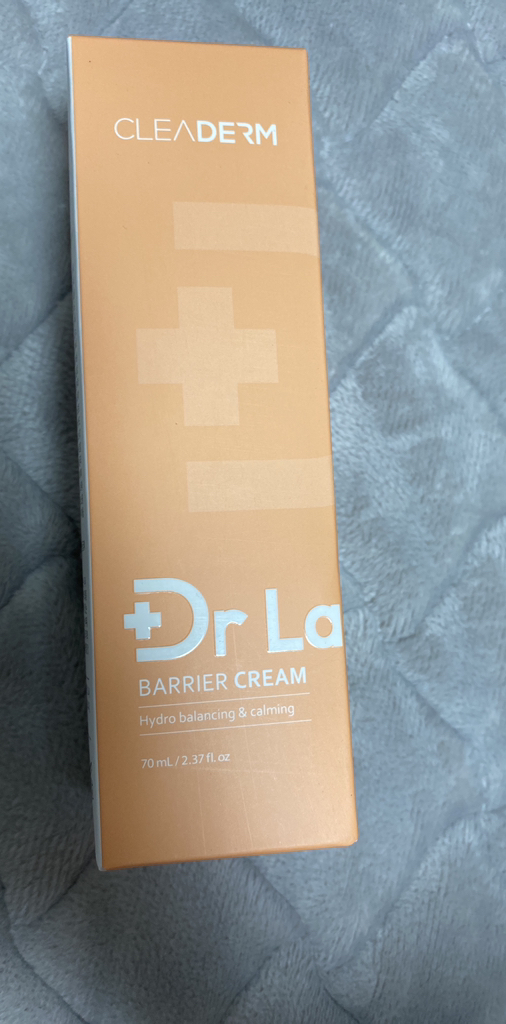 CLEADERM
Dr La
BARRIER CREAM
Hydro balancing & calming
70 mL / 2.37 fl. oz